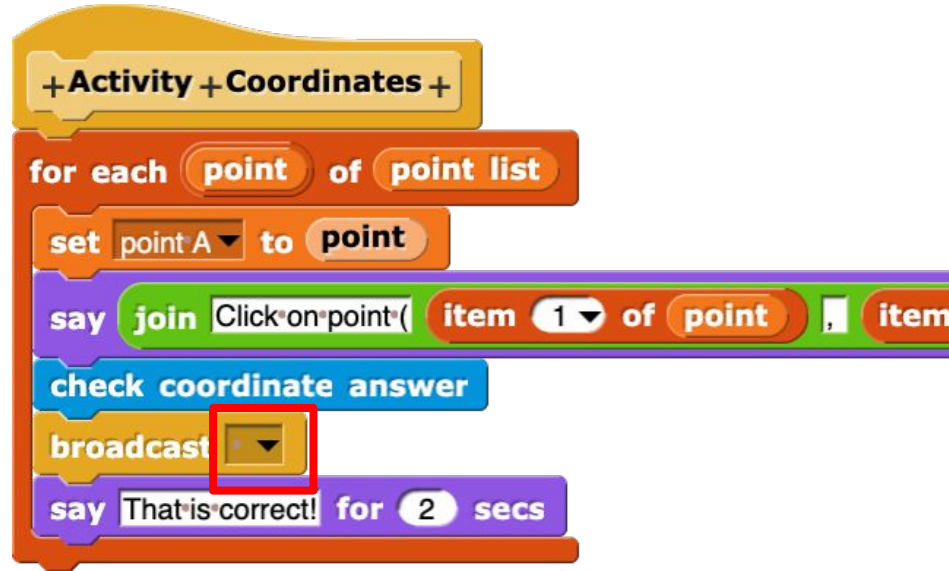 +Activity+Coordinates+
for each point of point list
set point A to point
say join Click on point ( item 1 of point , item
check coordinate answer
broadcast
say That is correct! for 2 secs